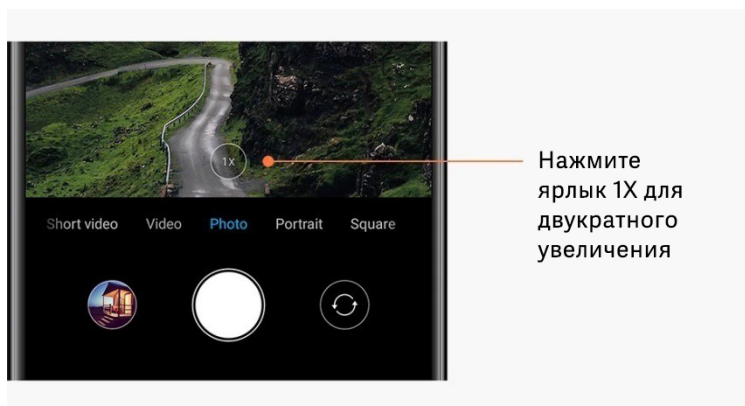 1X
Нажмите
ярлык 1X для
двукратного
увеличения
Short video Video Photo Portrait Square